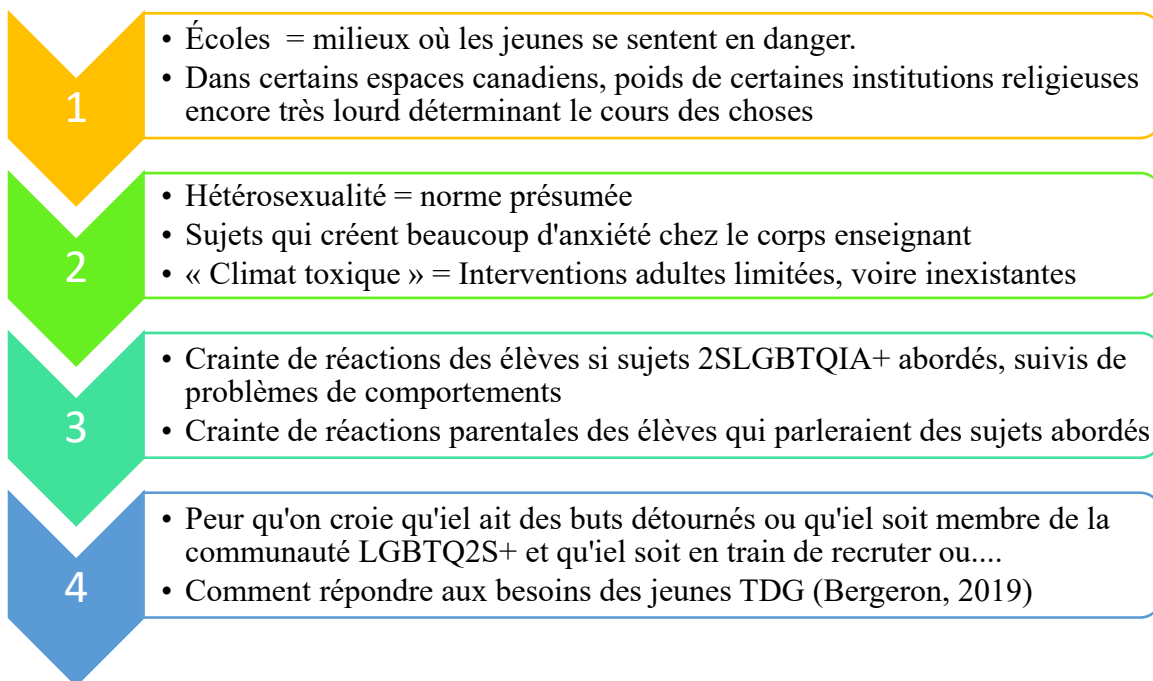 1
• Écoles = milieux où les jeunes se sentent en danger.
• Dans certains espaces canadiens, poids de certaines institutions religieuses
encore très lourd déterminant le cours des choses
2
• Hétérosexualité = norme présumée
• Sujets qui créent beaucoup d'anxiété chez le corps enseignant
• « Climat toxique » = Interventions adultes limitées, voire inexistantes
3
• Crainte de réactions des élèves si sujets 2SLGBTQIA+ abordés, suivis de
problèmes de comportements
• Crainte de réactions parentales des élèves qui parleraient des sujets abordés
4
• Peur qu'on croie qu'iel ait des buts détournés ou qu'iel soit membre de la
communauté LGBTQ2S+ et qu'iel soit en train de recruter ou....
• Comment répondre aux besoins des jeunes TDG (Bergeron, 2019)